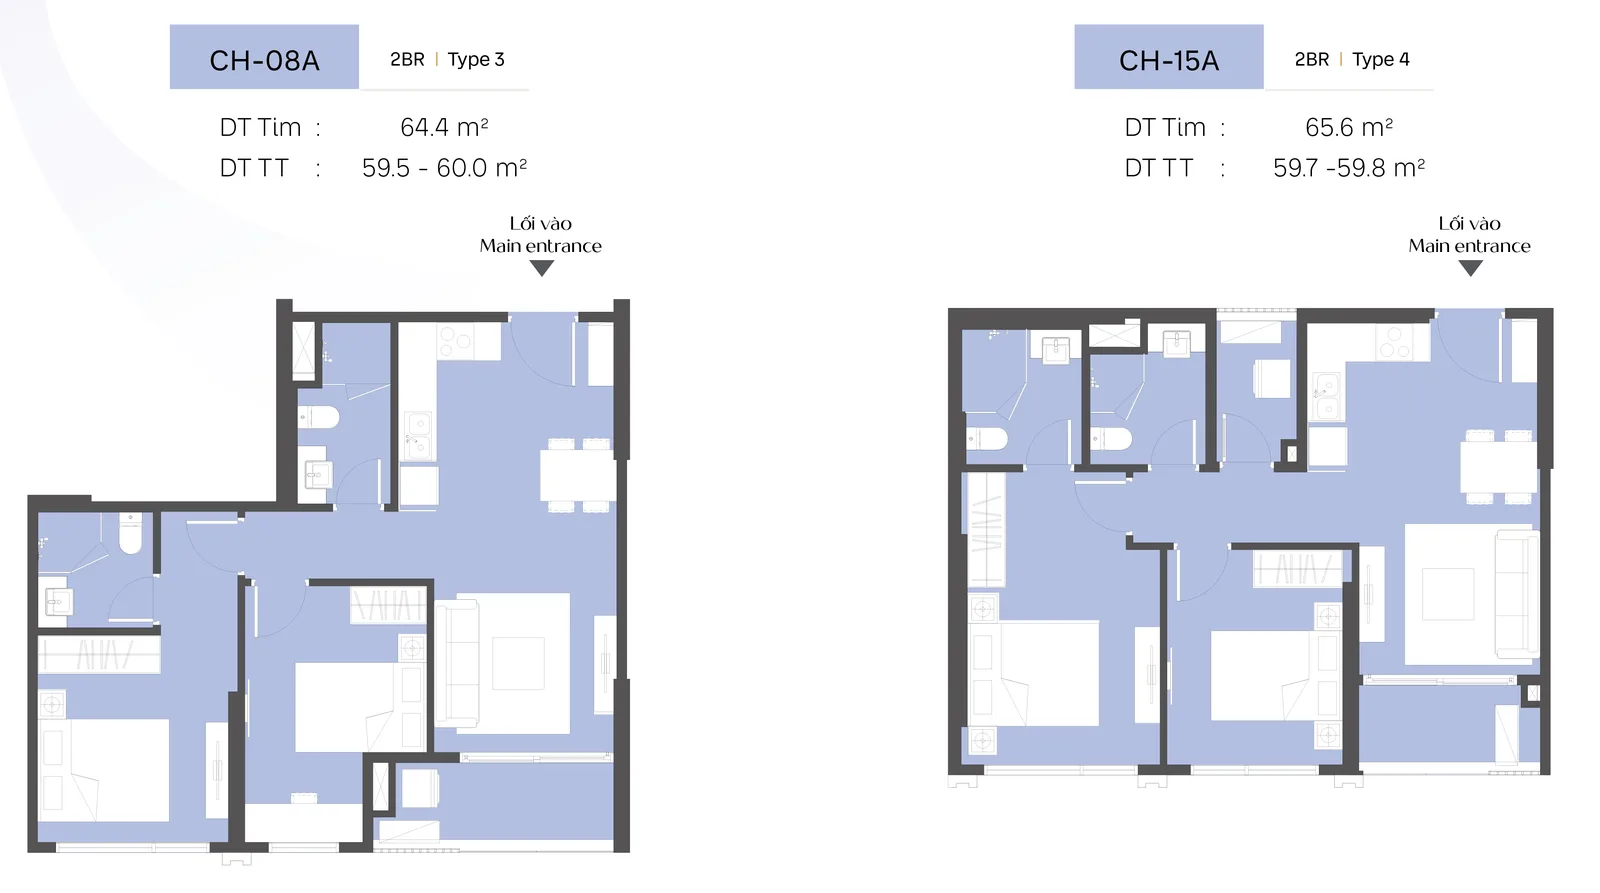 CH-08A
2BR | Type 3
DT Tim : 64.4 m²
DT TT : 59.5 - 60.0 m²
Lối vào
Main entrance
CH-15A
2BR | Type 4
DT Tim : 65.6 m²
DT TT : 59.7 -59.8 m²
Lối vào
Main entrance